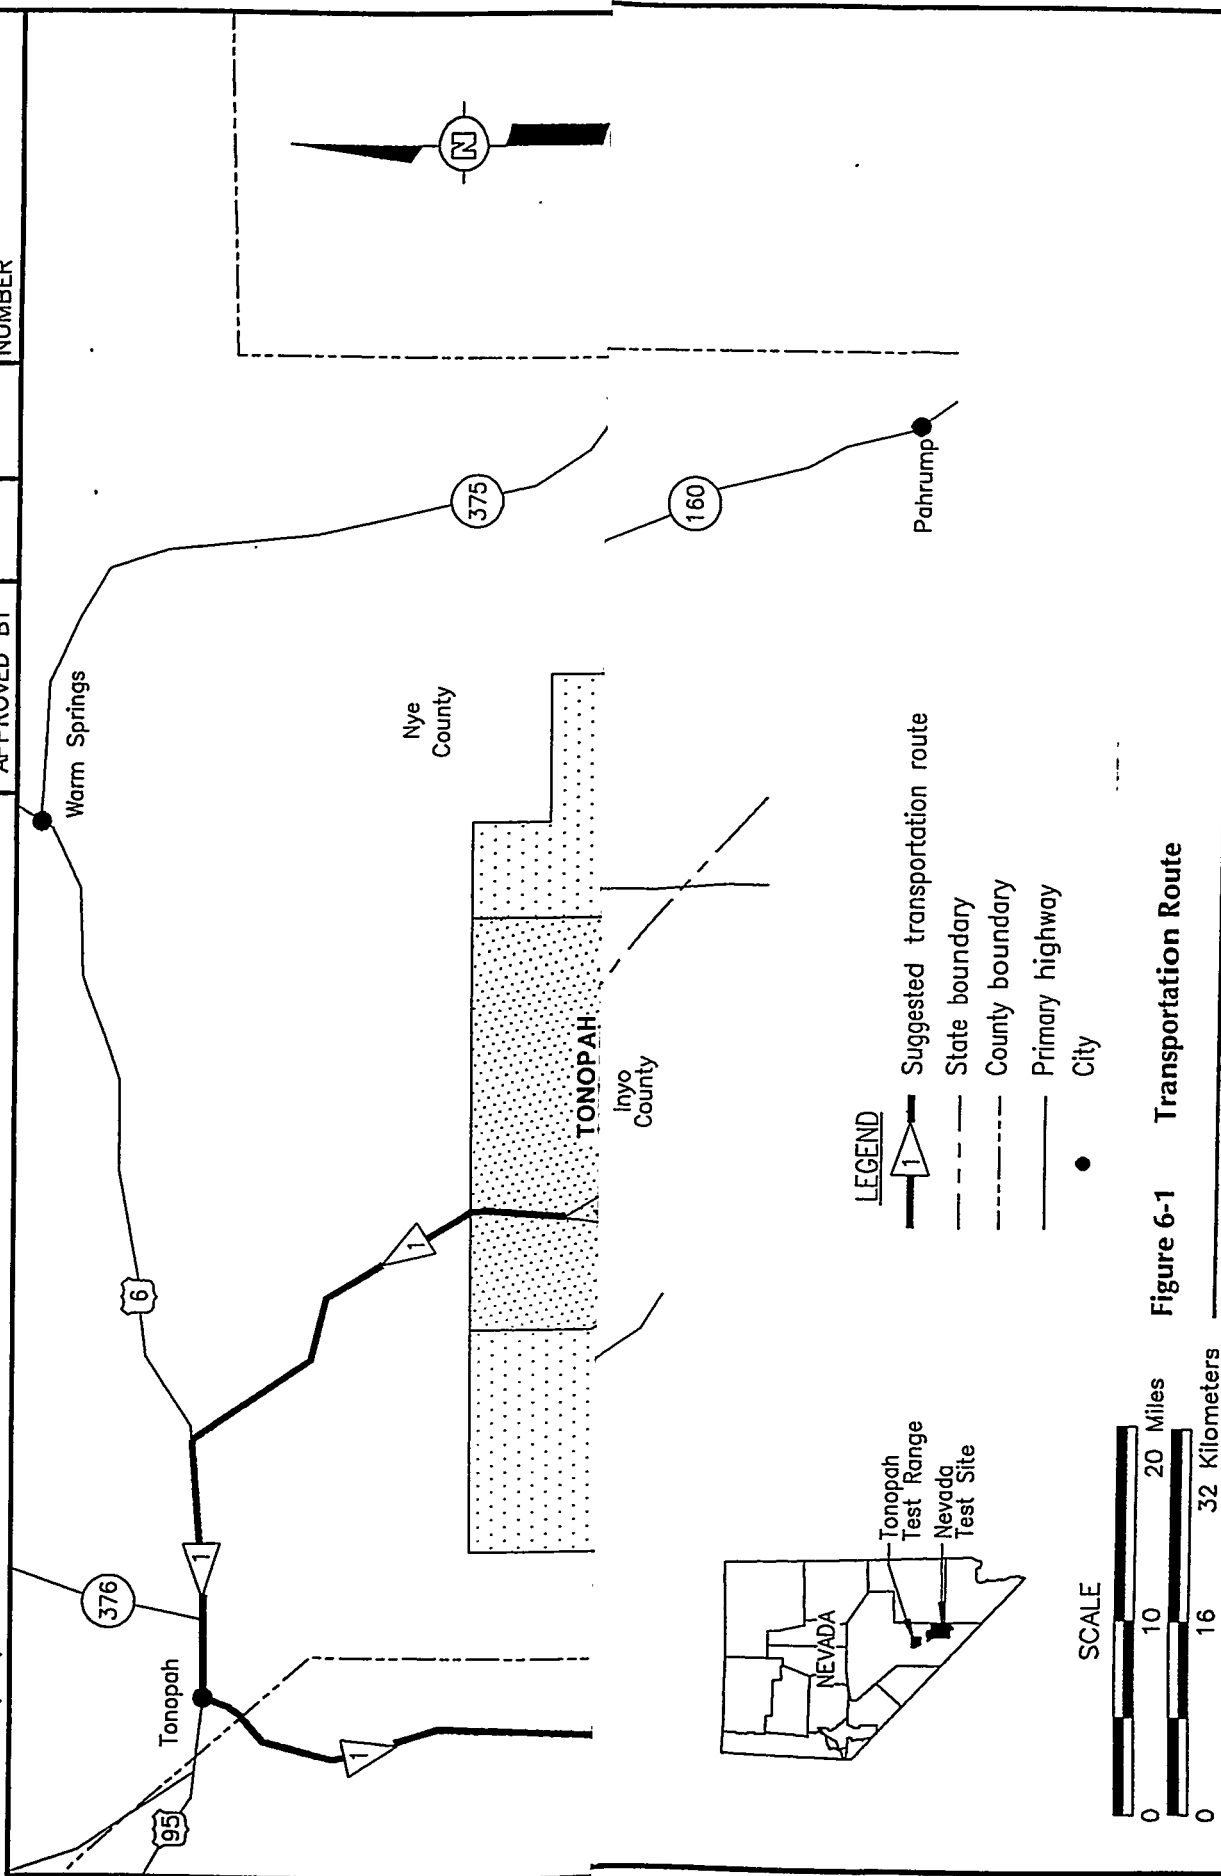 APPROVED BY
NUMBER
Warm Springs
Tonopah
376
6
95
1
1
1
375
Nye
County
N
TONOPAH
Inyo
County
160
Pahrump
LEGEND
1
Suggested transportation route
State boundary
County boundary
Primary highway
City
NEVADA
Tonopah
Test Range
Nevada
Test Site
SCALE
0 10 20 Miles
0 16 32 Kilometers
Figure 6-1 Transportation Route